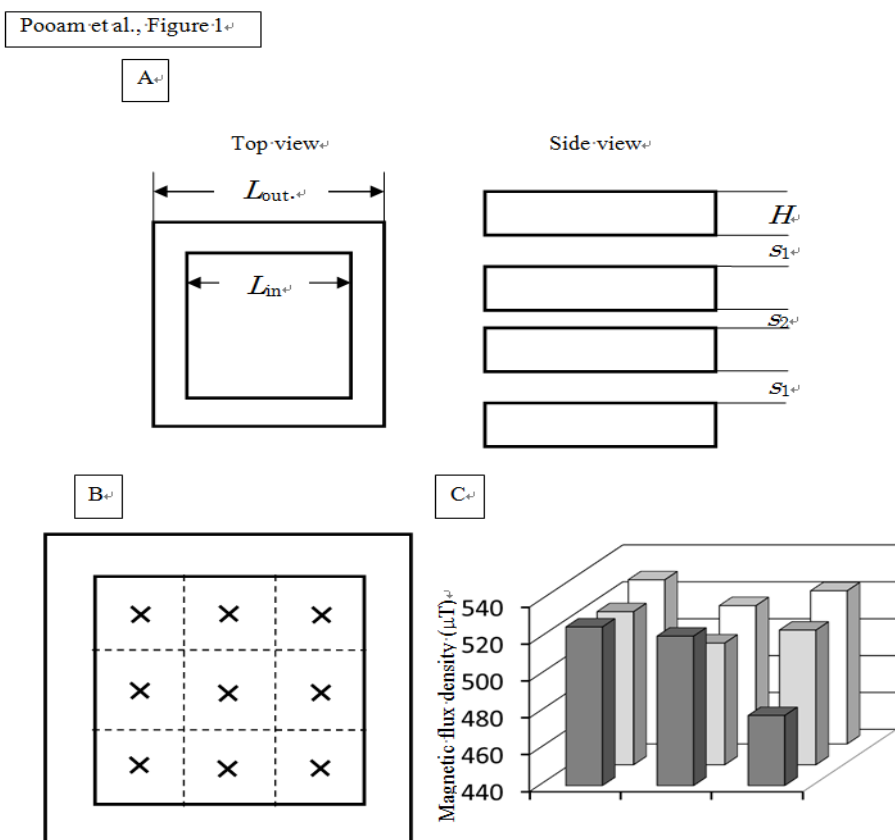 Pooam et al., Figure 1
A
Top view
Side view
Lout.
Lin
H
s1
s2
s1
B
C
Magnetic flux density (μT)
540
520
500
480
460
440